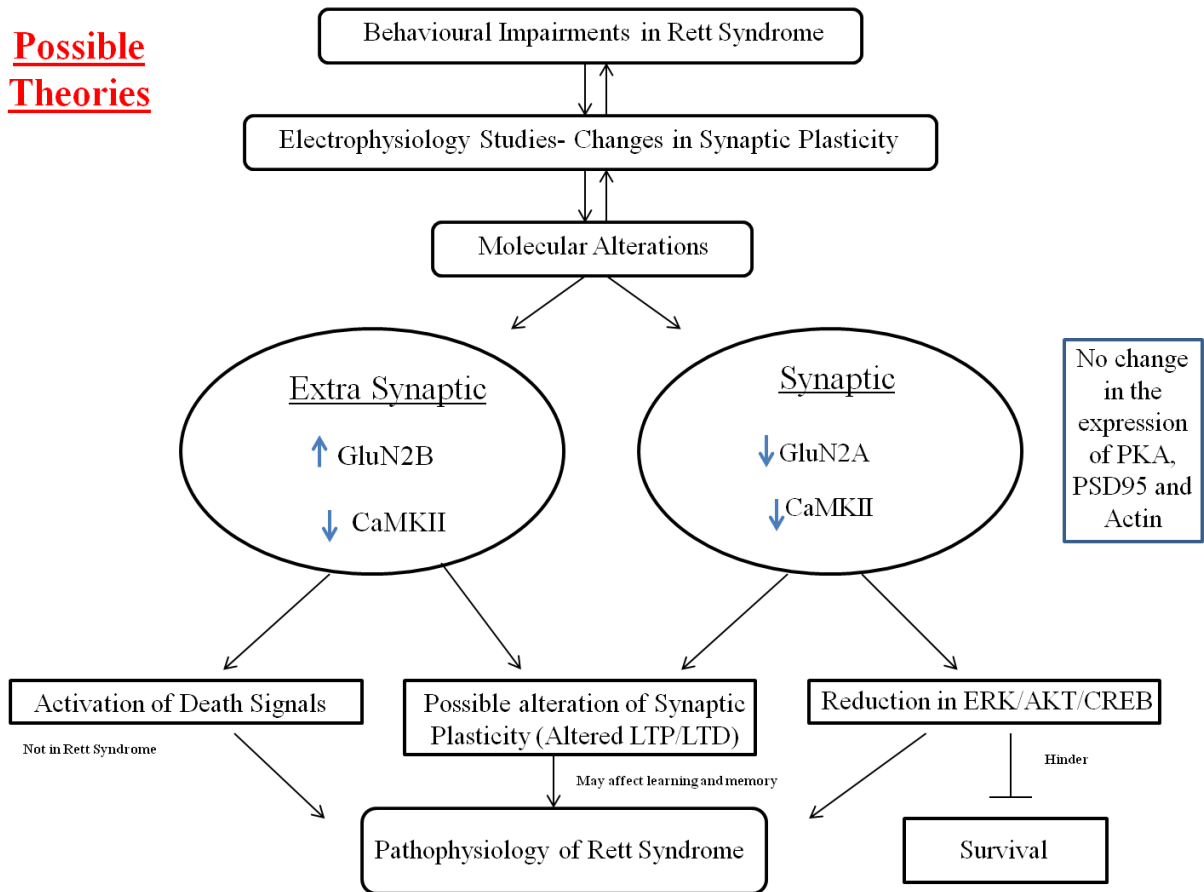 Possible
Theories
Behavioural Impairments in Rett Syndrome
Electrophysiology Studies- Changes in Synaptic Plasticity
Molecular Alterations
Extra Synaptic
GluN2B
CaMKII
Synaptic
GluN2A
CaMKII
No change
in the
expression
of PKA,
PSD95 and
Actin
Activation of Death Signals
Not in Rett Syndrome
Possible alteration of Synaptic
Plasticity (Altered LTP/LTD)
May affect learning and memory
Reduction in ERK/AKT/CREB
Hinder
Pathophysiology of Rett Syndrome
Survival